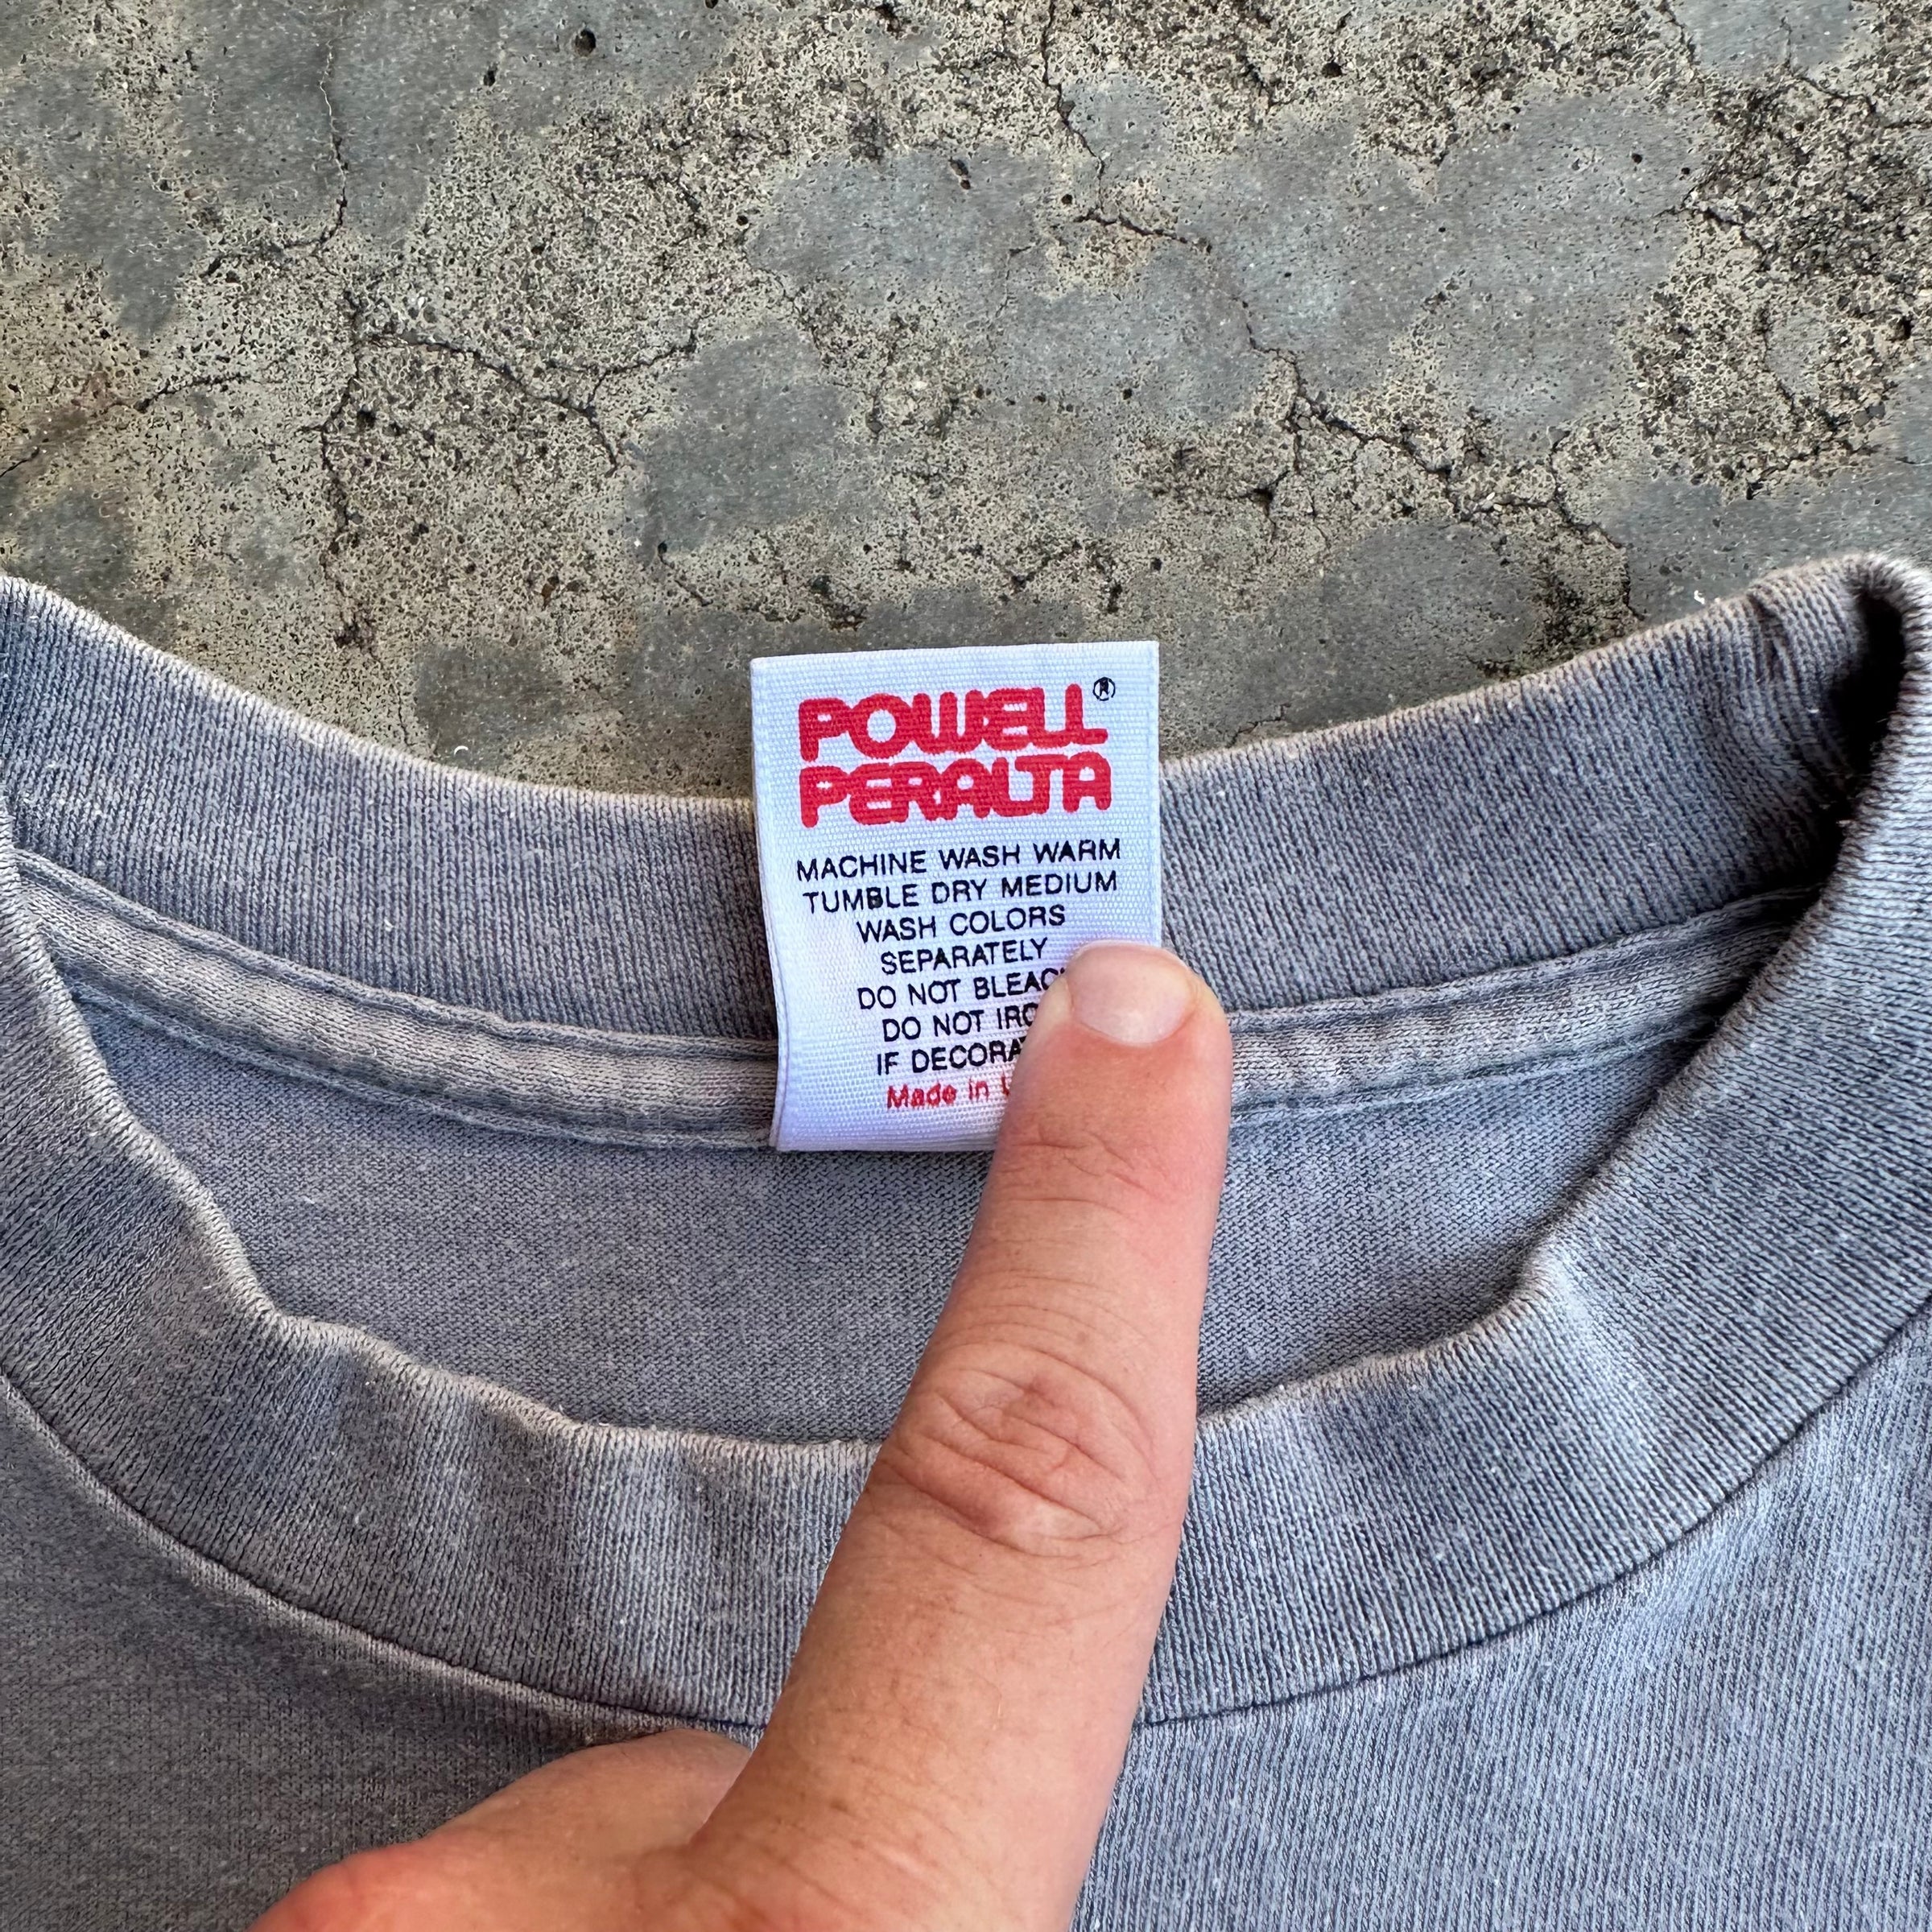 POWELL®
PERALTA
MACHINE WASH WARM
TUMBLE DRY MEDIUM
WASH COLORS
SEPARATELY
DO NOT BLEAC
DO NOT IRO
IF DECORA
Made in